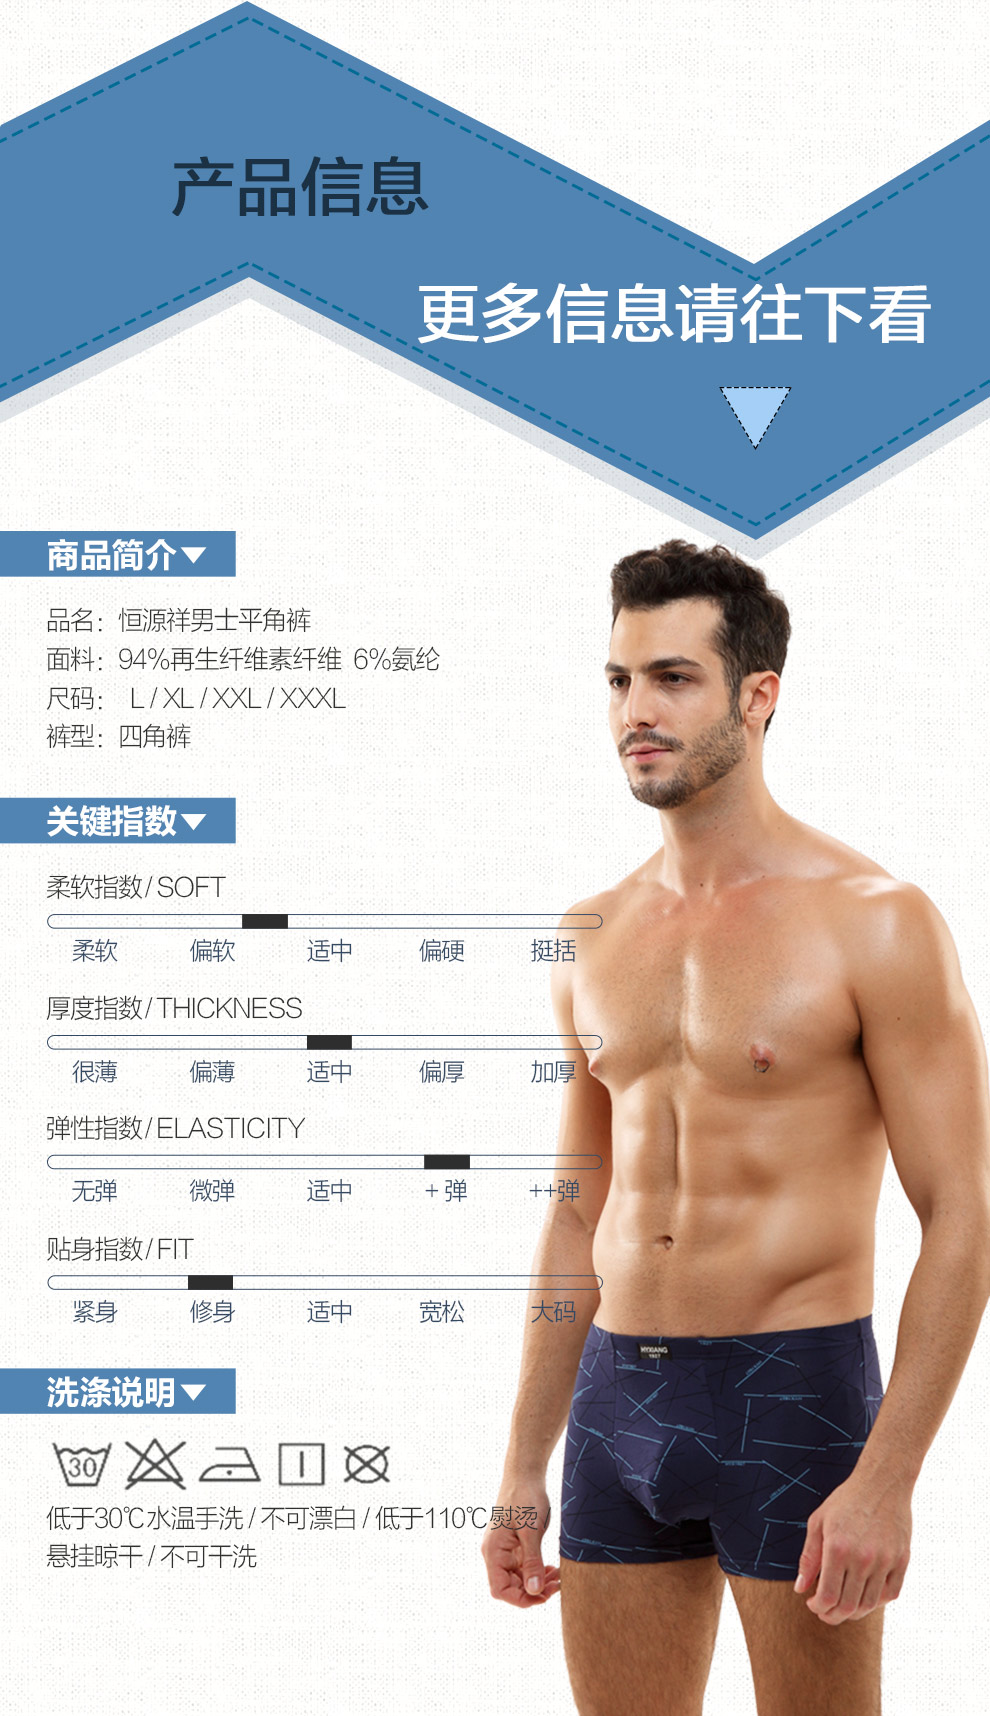 产品信息
更多信息请往下看
商品简介
品名：恒源祥男士平角裤
面料：94%再生纤维素纤维 6%氨纶
尺码： L / XL / XXL / XXXL
裤型：四角裤
关键指数
柔软指数/SOFT
柔软 偏软 适中 偏硬 挺括
厚度指数/THICKNESS
很薄 偏薄 适中 偏厚 加厚
弹性指数/ELASTICITY
无弹 微弹 适中 + 弹 ++弹
贴身指数/FIT
紧身 修身 适中 宽松 大码
洗涤说明
30
低于30℃水温手洗 / 不可漂白 / 低于110℃熨烫 /
悬挂晾干 / 不可干洗